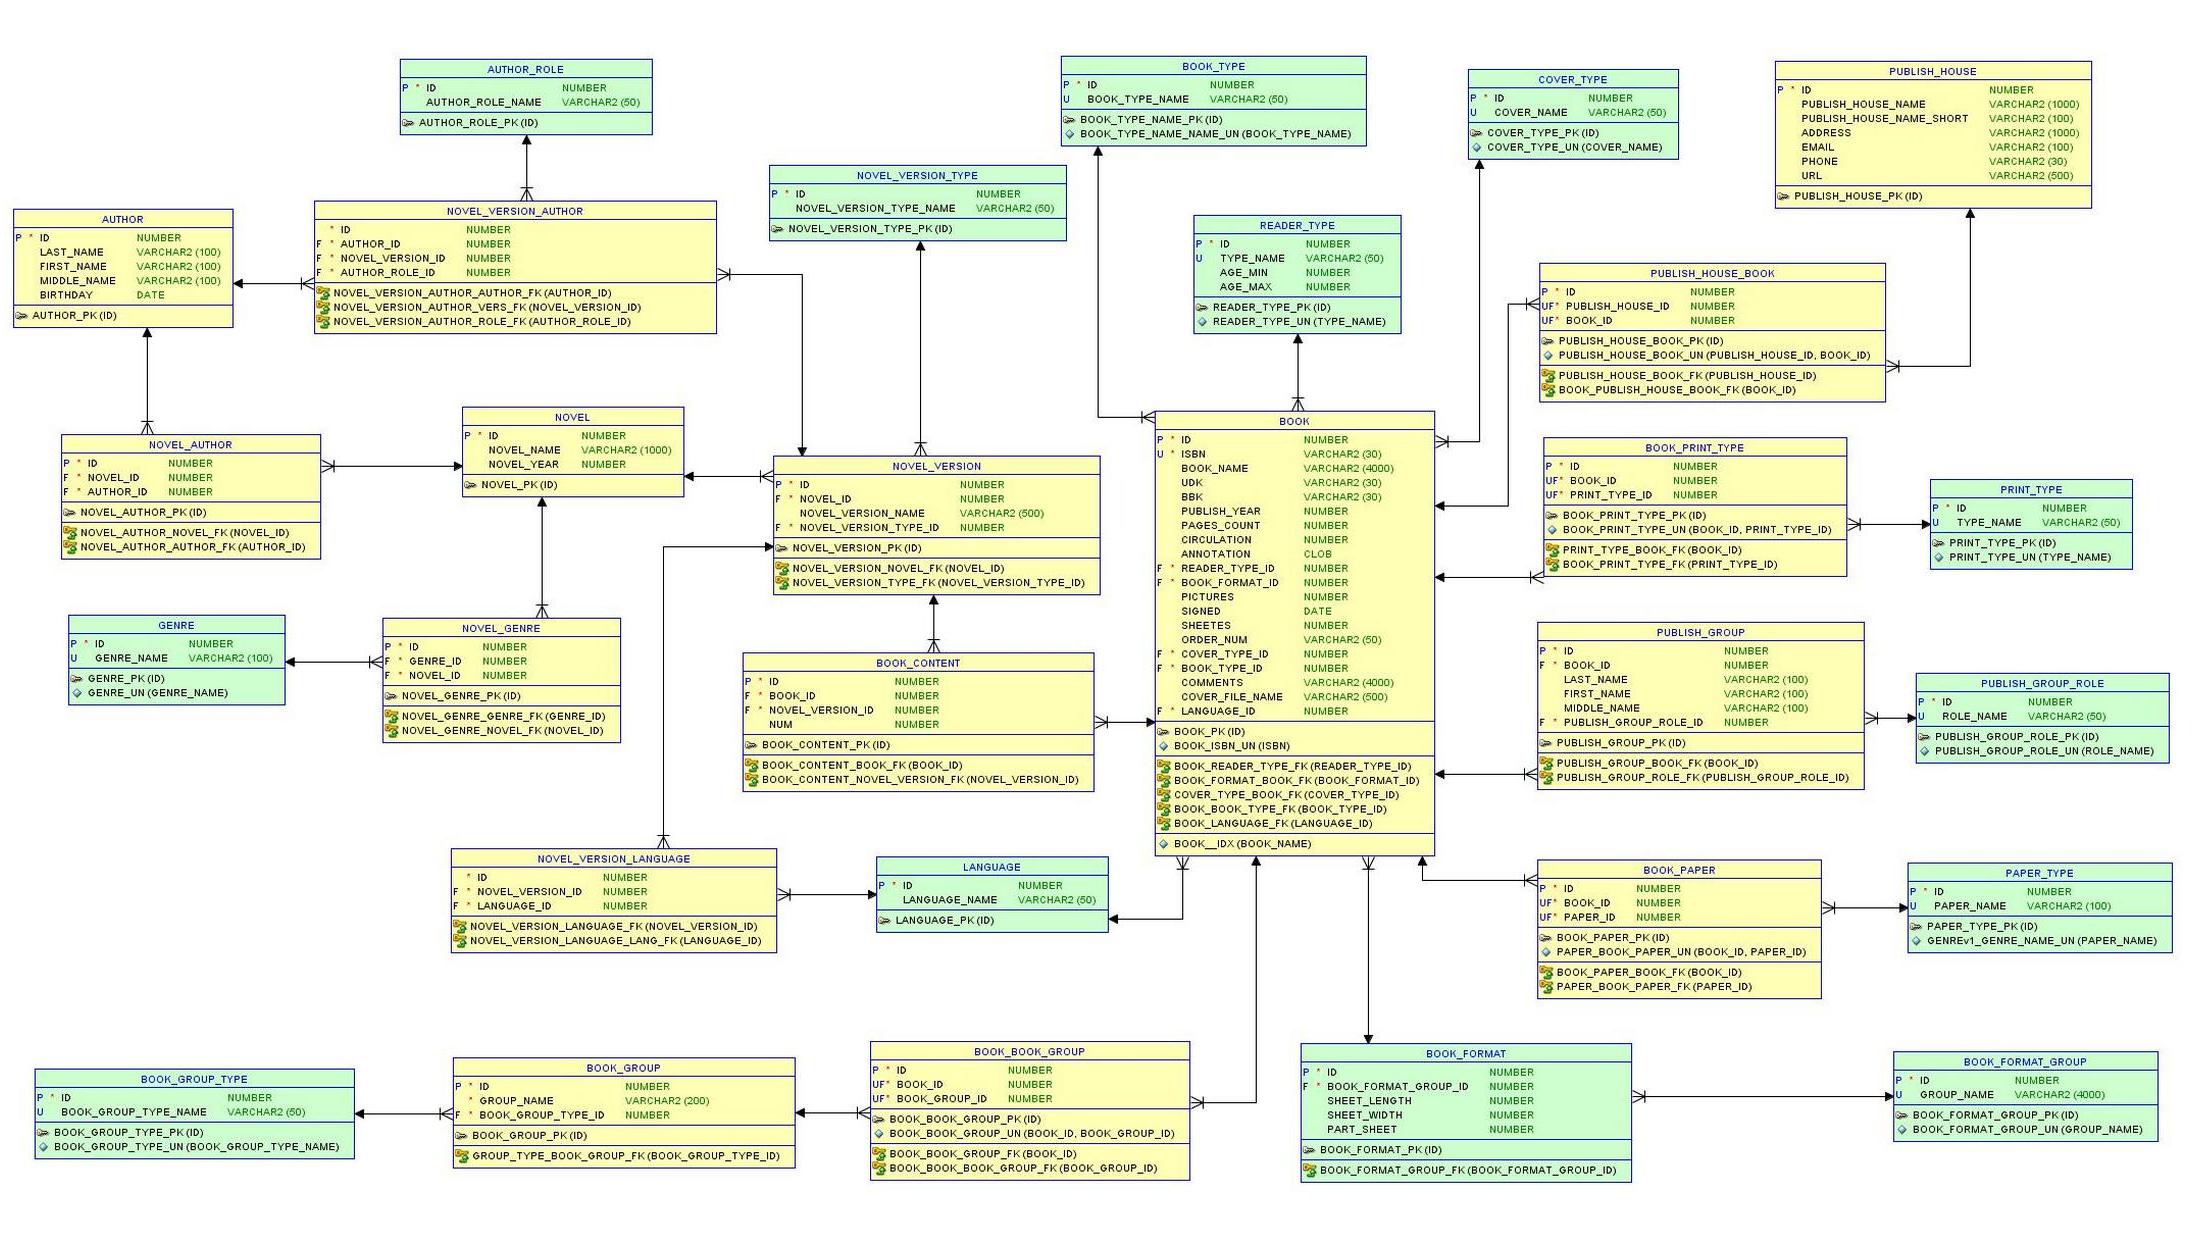 AUTHOR_ROLE
P * ID NUMBER
AUTHOR_ROLE_NAME VARCHAR2 (50)
AUTHOR_ROLE_PK (ID)
BOOK_TYPE
P * ID NUMBER
U BOOK_TYPE_NAME VARCHAR2 (50)
BOOK_TYPE_NAME_PK (ID)
BOOK_TYPE_NAME_NAME_UN (BOOK_TYPE_NAME)
COVER_TYPE
P * ID NUMBER
U COVER_NAME VARCHAR2 (50)
COVER_TYPE_PK (ID)
COVER_TYPE_UN (COVER_NAME)
PUBLISH_HOUSE
P * ID NUMBER
PUBLISH_HOUSE_NAME VARCHAR2 (1000)
PUBLISH_HOUSE_NAME_SHORT VARCHAR2 (100)
ADDRESS VARCHAR2 (1000)
EMAIL VARCHAR2 (100)
PHONE VARCHAR2 (30)
URL VARCHAR2 (500)
PUBLISH_HOUSE_PK (ID)
AUTHOR
P * ID NUMBER
LAST_NAME VARCHAR2 (100)
FIRST_NAME VARCHAR2 (100)
MIDDLE_NAME VARCHAR2 (100)
BIRTHDAY DATE
AUTHOR_PK (ID)
NOVEL_VERSION_AUTHOR
* ID NUMBER
F * AUTHOR_ID NUMBER
F * NOVEL_VERSION_ID NUMBER
F * AUTHOR_ROLE_ID NUMBER
NOVEL_VERSION_AUTHOR_AUTHOR_FK (AUTHOR_ID)
NOVEL_VERSION_AUTHOR_VERS_FK (NOVEL_VERSION_ID)
NOVEL_VERSION_AUTHOR_ROLE_FK (AUTHOR_ROLE_ID)
NOVEL_VERSION_TYPE
P * ID NUMBER
NOVEL_VERSION_TYPE_NAME VARCHAR2 (50)
NOVEL_VERSION_TYPE_PK (ID)
READER_TYPE
P * ID NUMBER
U TYPE_NAME VARCHAR2 (50)
AGE_MIN NUMBER
AGE_MAX NUMBER
READER_TYPE_PK (ID)
READER_TYPE_UN (TYPE_NAME)
PUBLISH_HOUSE_BOOK
P * ID NUMBER
UF* PUBLISH_HOUSE_ID NUMBER
UF* BOOK_ID NUMBER
PUBLISH_HOUSE_BOOK_PK (ID)
PUBLISH_HOUSE_BOOK_UN (PUBLISH_HOUSE_ID, BOOK_ID)
PUBLISH_HOUSE_BOOK_FK (PUBLISH_HOUSE_ID)
BOOK_PUBLISH_HOUSE_BOOK_FK (BOOK_ID)
NOVEL_AUTHOR
P * ID NUMBER
F * NOVEL_ID NUMBER
F * AUTHOR_ID NUMBER
NOVEL_AUTHOR_PK (ID)
NOVEL_AUTHOR_NOVEL_FK (NOVEL_ID)
NOVEL_AUTHOR_AUTHOR_FK (AUTHOR_ID)
NOVEL
P * ID NUMBER
NOVEL_NAME VARCHAR2 (1000)
NOVEL_YEAR NUMBER
NOVEL_PK (ID)
NOVEL_VERSION
P * ID NUMBER
F * NOVEL_ID NUMBER
NOVEL_VERSION_NAME VARCHAR2 (500)
F * NOVEL_VERSION_TYPE_ID NUMBER
NOVEL_VERSION_PK (ID)
NOVEL_VERSION_NOVEL_FK (NOVEL_ID)
NOVEL_VERSION_TYPE_FK (NOVEL_VERSION_TYPE_ID)
BOOK
P * ID NUMBER
U * ISBN VARCHAR2 (30)
BOOK_NAME VARCHAR2 (4000)
UDK VARCHAR2 (30)
BBK VARCHAR2 (30)
PUBLISH_YEAR NUMBER
PAGES_COUNT NUMBER
CIRCULATION NUMBER
ANNOTATION CLOB
F * READER_TYPE_ID NUMBER
F * BOOK_FORMAT_ID NUMBER
PICTURES NUMBER
SIGNED DATE
SHEETES NUMBER
ORDER_NUM VARCHAR2 (50)
F * COVER_TYPE_ID NUMBER
F * BOOK_TYPE_ID NUMBER
COMMENTS VARCHAR2 (4000)
COVER_FILE_NAME VARCHAR2 (500)
F * LANGUAGE_ID NUMBER
BOOK_PK (ID)
BOOK_ISBN_UN (ISBN)
BOOK_READER_TYPE_FK (READER_TYPE_ID)
BOOK_FORMAT_BOOK_FK (BOOK_FORMAT_ID)
COVER_TYPE_BOOK_FK (COVER_TYPE_ID)
BOOK_BOOK_TYPE_FK (BOOK_TYPE_ID)
BOOK_LANGUAGE_FK (LANGUAGE_ID)
BOOK__IDX (BOOK_NAME)
BOOK_PRINT_TYPE
P * ID NUMBER
UF* BOOK_ID NUMBER
UF* PRINT_TYPE_ID NUMBER
BOOK_PRINT_TYPE_PK (ID)
BOOK_PRINT_TYPE_UN (BOOK_ID, PRINT_TYPE_ID)
PRINT_TYPE_BOOK_FK (BOOK_ID)
BOOK_PRINT_TYPE_FK (PRINT_TYPE_ID)
PRINT_TYPE
P * ID NUMBER
U TYPE_NAME VARCHAR2 (50)
PRINT_TYPE_PK (ID)
PRINT_TYPE_UN (TYPE_NAME)
GENRE
P * ID NUMBER
U GENRE_NAME VARCHAR2 (100)
GENRE_PK (ID)
GENRE_UN (GENRE_NAME)
NOVEL_GENRE
P * ID NUMBER
F * GENRE_ID NUMBER
F * NOVEL_ID NUMBER
NOVEL_GENRE_PK (ID)
NOVEL_GENRE_GENRE_FK (GENRE_ID)
NOVEL_GENRE_NOVEL_FK (NOVEL_ID)
BOOK_CONTENT
P * ID NUMBER
F * BOOK_ID NUMBER
F * NOVEL_VERSION_ID NUMBER
NUM NUMBER
BOOK_CONTENT_PK (ID)
BOOK_CONTENT_BOOK_FK (BOOK_ID)
BOOK_CONTENT_NOVEL_VERSION_FK (NOVEL_VERSION_ID)
PUBLISH_GROUP
P * ID NUMBER
F * BOOK_ID NUMBER
LAST_NAME VARCHAR2 (100)
FIRST_NAME VARCHAR2 (100)
MIDDLE_NAME VARCHAR2 (100)
F * PUBLISH_GROUP_ROLE_ID NUMBER
PUBLISH_GROUP_PK (ID)
PUBLISH_GROUP_BOOK_FK (BOOK_ID)
PUBLISH_GROUP_ROLE_FK (PUBLISH_GROUP_ROLE_ID)
PUBLISH_GROUP_ROLE
P * ID NUMBER
U ROLE_NAME VARCHAR2 (50)
PUBLISH_GROUP_ROLE_PK (ID)
PUBLISH_GROUP_ROLE_UN (ROLE_NAME)
NOVEL_VERSION_LANGUAGE
* ID NUMBER
F * NOVEL_VERSION_ID NUMBER
F * LANGUAGE_ID NUMBER
NOVEL_VERSION_LANGUAGE_FK (NOVEL_VERSION_ID)
NOVEL_VERSION_LANGUAGE_LANG_FK (LANGUAGE_ID)
LANGUAGE
P * ID NUMBER
LANGUAGE_NAME VARCHAR2 (50)
LANGUAGE_PK (ID)
BOOK_PAPER
P * ID NUMBER
UF* BOOK_ID NUMBER
UF* PAPER_ID NUMBER
BOOK_PAPER_PK (ID)
PAPER_BOOK_PAPER_UN (BOOK_ID, PAPER_ID)
BOOK_PAPER_BOOK_FK (BOOK_ID)
PAPER_BOOK_PAPER_FK (PAPER_ID)
PAPER_TYPE
P * ID NUMBER
U PAPER_NAME VARCHAR2 (100)
PAPER_TYPE_PK (ID)
GENREv1_GENRE_NAME_UN (PAPER_NAME)
BOOK_GROUP_TYPE
P * ID NUMBER
U BOOK_GROUP_TYPE_NAME VARCHAR2 (50)
BOOK_GROUP_TYPE_PK (ID)
BOOK_GROUP_TYPE_UN (BOOK_GROUP_TYPE_NAME)
BOOK_GROUP
P * ID NUMBER
* GROUP_NAME VARCHAR2 (200)
F * BOOK_GROUP_TYPE_ID NUMBER
BOOK_GROUP_PK (ID)
GROUP_TYPE_BOOK_GROUP_FK (BOOK_GROUP_TYPE_ID)
BOOK_BOOK_GROUP
P * ID NUMBER
UF* BOOK_ID NUMBER
UF* BOOK_GROUP_ID NUMBER
BOOK_BOOK_GROUP_PK (ID)
BOOK_BOOK_GROUP_UN (BOOK_ID, BOOK_GROUP_ID)
BOOK_BOOK_GROUP_FK (BOOK_ID)
BOOK_BOOK_BOOK_GROUP_FK (BOOK_GROUP_ID)
BOOK_FORMAT
P * ID NUMBER
F * BOOK_FORMAT_GROUP_ID NUMBER
SHEET_LENGTH NUMBER
SHEET_WIDTH NUMBER
PART_SHEET NUMBER
BOOK_FORMAT_PK (ID)
BOOK_FORMAT_GROUP_FK (BOOK_FORMAT_GROUP_ID)
BOOK_FORMAT_GROUP
P * ID NUMBER
U GROUP_NAME VARCHAR2 (4000)
BOOK_FORMAT_GROUP_PK (ID)
BOOK_FORMAT_GROUP_UN (GROUP_NAME)